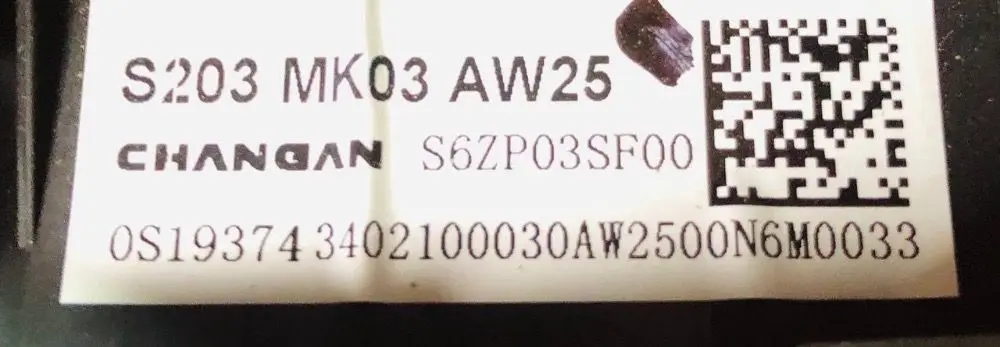 S203 MK03 AW25
CHANGAN S6ZP03SF00
0S19374 3402100030AW2500N6M0033